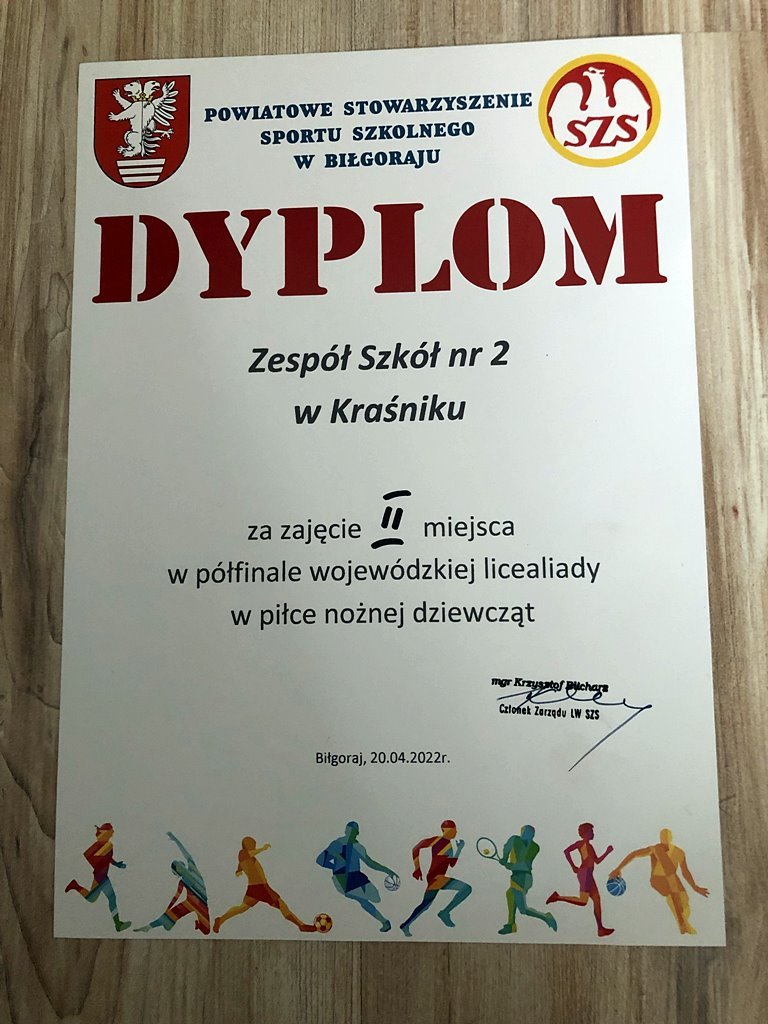 POWIATOWE STOWARZYSZENIE
SPORTU SZKOLNEGO
W BIŁGORAJU
SZS
DYPLOM
Zespół Szkół nr 2
w Kraśniku
za zajęcie II miejsca
w półfinale wojewódzkiej licealiady
w piłce nożnej dziewcząt
mgr Krzysztof
Członek Zarządu LW SZS
Biłgoraj, 20.04.2022r.